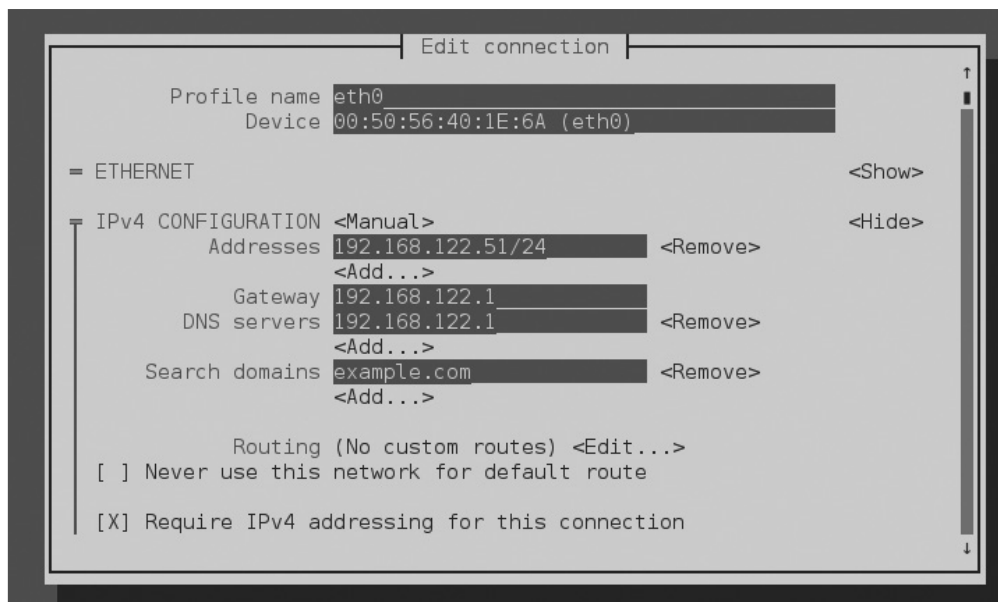 Edit connection
Profile name eth0
Device 00:50:56:40:1E:6A (eth0)
= ETHERNET <Show>
= IPv4 CONFIGURATION <Manual> <Hide>
Addresses 192.168.122.51/24 <Remove>
<Add...>
Gateway 192.168.122.1
DNS servers 192.168.122.1 <Remove>
<Add...>
Search domains example.com <Remove>
<Add...>
Routing (No custom routes) <Edit...>
[ ] Never use this network for default route
[X] Require IPv4 addressing for this connection